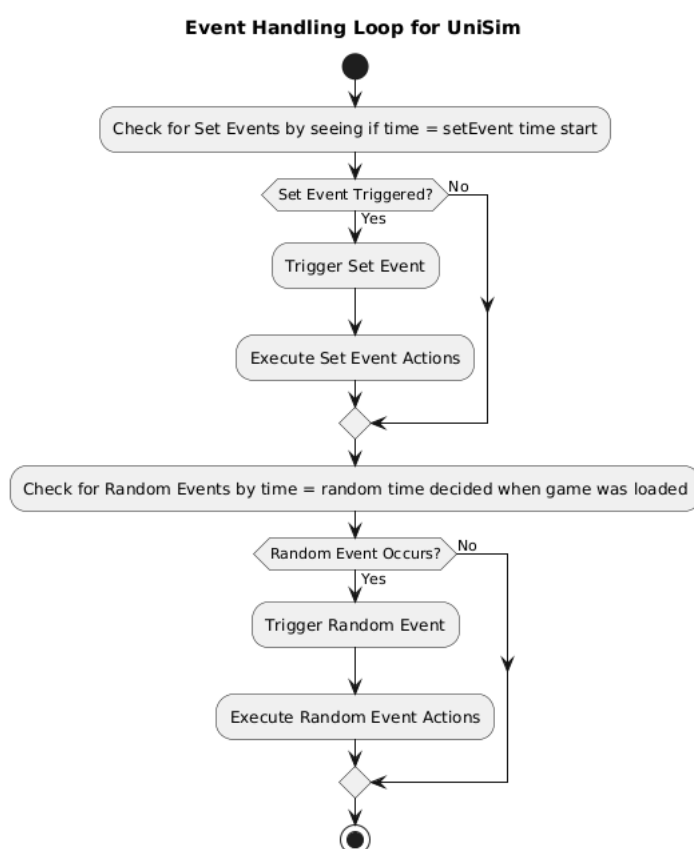 Event Handling Loop for UniSim
Check for Set Events by seeing if time = setEvent time start
Set Event Triggered?
No
Yes
Trigger Set Event
Execute Set Event Actions
Check for Random Events by time = random time decided when game was loaded
Random Event Occurs?
No
Yes
Trigger Random Event
Execute Random Event Actions